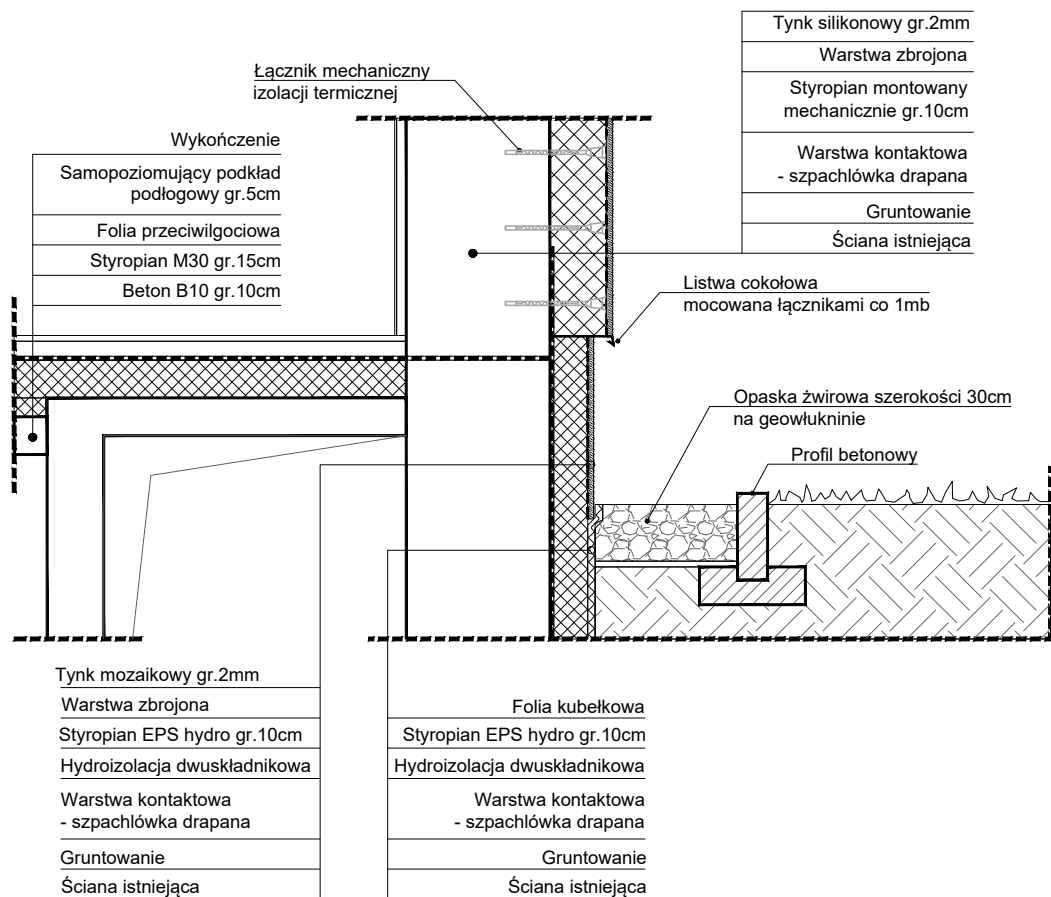 Tynk silikonowy gr.2mm
Warstwa zbrojona
Styropian montowany
mechanicznie gr.10cm
Warstwa kontaktowa
- szpachlówka drapana
Gruntowanie
Ściana istniejąca
Łącznik mechaniczny
izolacji termicznej
Wykończenie
Samopoziomujący podkład
podłogowy gr.5cm
Folia przeciwilgociowa
Styropian M30 gr.15cm
Beton B10 gr.10cm
Listwa cokołowa
mocowana łącznikami co 1mb
Opaska żwirowa szerokości 30cm
na geowłukninie
Profil betonowy
Tynk mozaikowy gr.2mm
Warstwa zbrojona
Styropian EPS hydro gr.10cm
Hydroizolacja dwuskładnikowa
Warstwa kontaktowa
- szpachlówka drapana
Gruntowanie
Ściana istniejąca
Folia kubełkowa
Styropian EPS hydro gr.10cm
Hydroizolacja dwuskładnikowa
Warstwa kontaktowa
- szpachlówka drapana
Gruntowanie
Ściana istniejąca